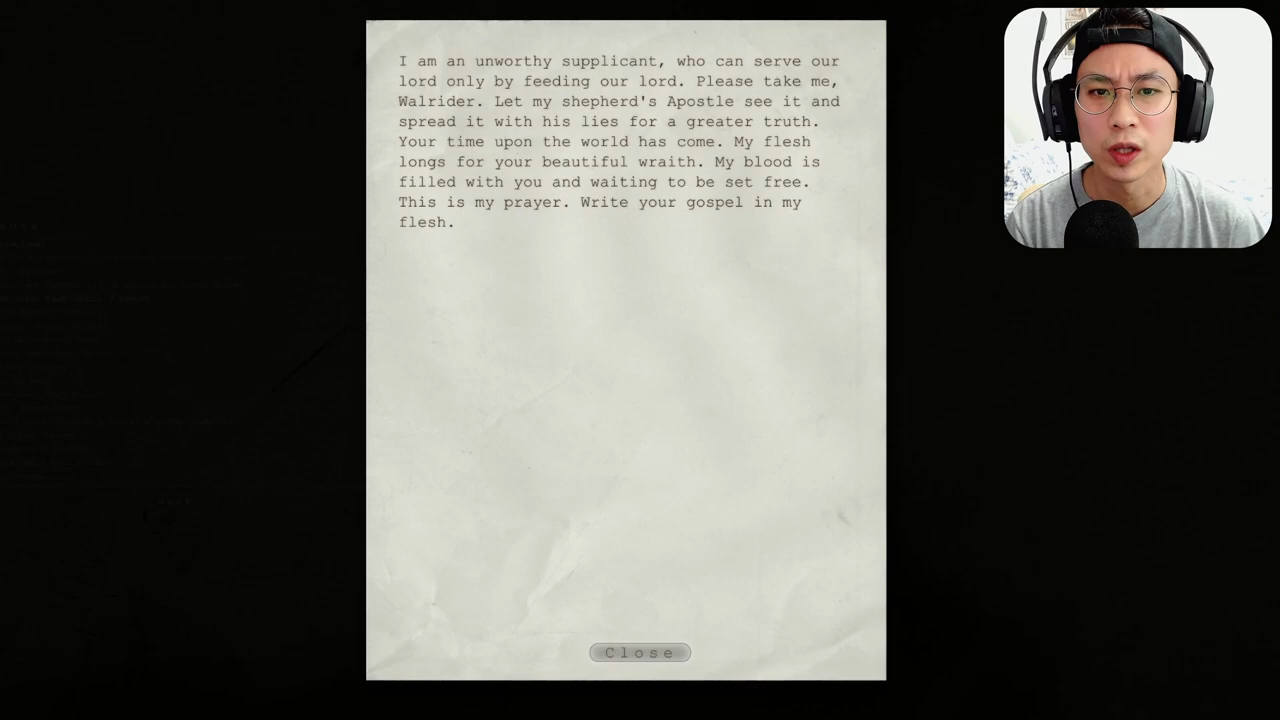 I am an unworthy supplicant, who can serve our
lord only by feeding our lord. Please take me,
Walrider. Let my shepherd's Apostle see it and
spread it with his lies for a greater truth.
Your time upon the world has come. My flesh
longs for your beautiful wraith. My blood is
filled with you and waiting to be set free.
This is my prayer. Write your gospel in my
flesh.
Close